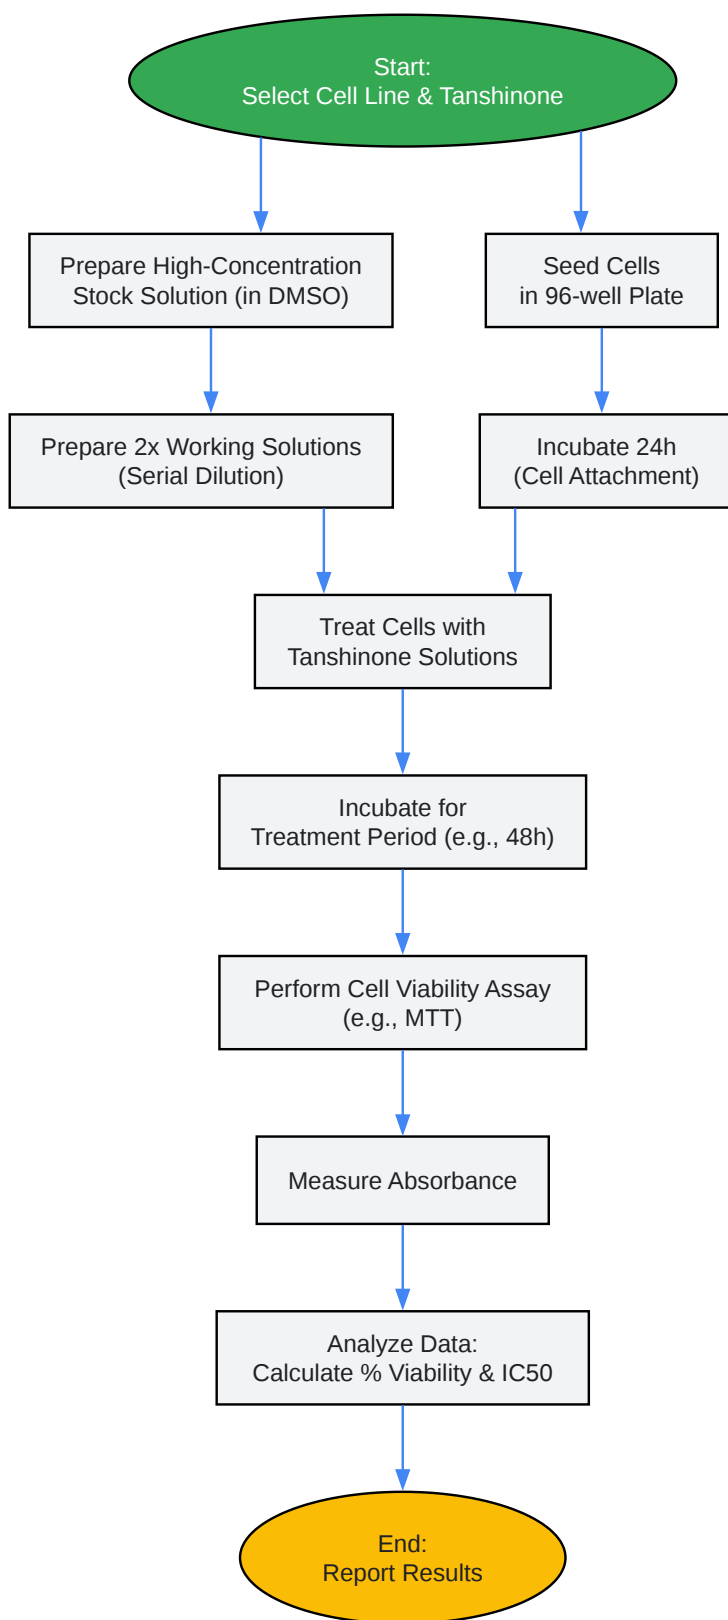 Start:
Select Cell Line & Tanshinone
Prepare High-Concentration
Stock Solution (in DMSO)
Seed Cells
in 96-well Plate
Prepare 2x Working Solutions
(Serial Dilution)
Incubate 24h
(Cell Attachment)
Treat Cells with
Tanshinone Solutions
Incubate for
Treatment Period (e.g., 48h)
Perform Cell Viability Assay
(e.g., MTT)
Measure Absorbance
Analyze Data:
Calculate % Viability & IC50
End:
Report Results